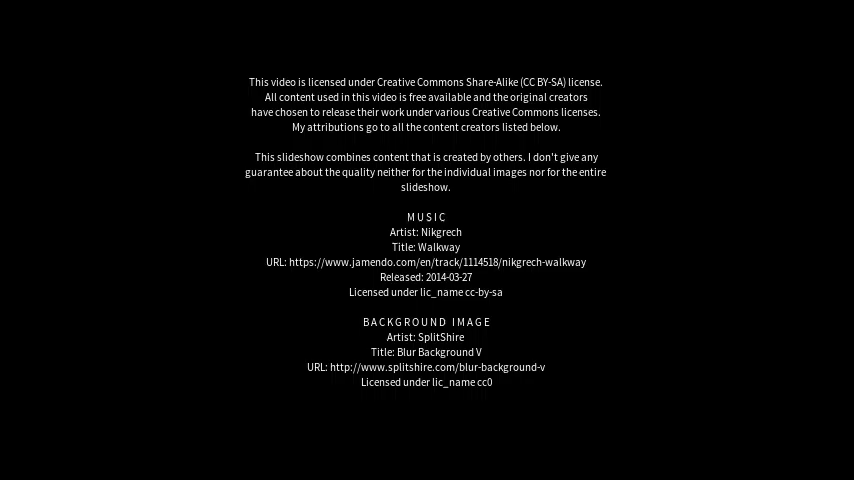 This video is licensed under Creative Commons Share-Alike (CC BY-SA) license.
All content used in this video is free available and the original creators
have chosen to release their work under various Creative Commons licenses.
My attributions go to all the content creators listed below.
This slideshow combines content that is created by others. I don't give any
guarantee about the quality neither for the individual images nor for the entire
slideshow.
M U S I C
Artist: Nikgrech
Title: Walkway
URL: https://www.jamendo.com/en/track/1114518/nikgrech-walkway
Released: 2014-03-27
Licensed under lic_name cc-by-sa
B A C K G R O U N D   I M A G E
Artist: SplitShire
Title: Blur Background V
URL: http://www.splitshire.com/blur-background-v
Licensed under lic_name cc0